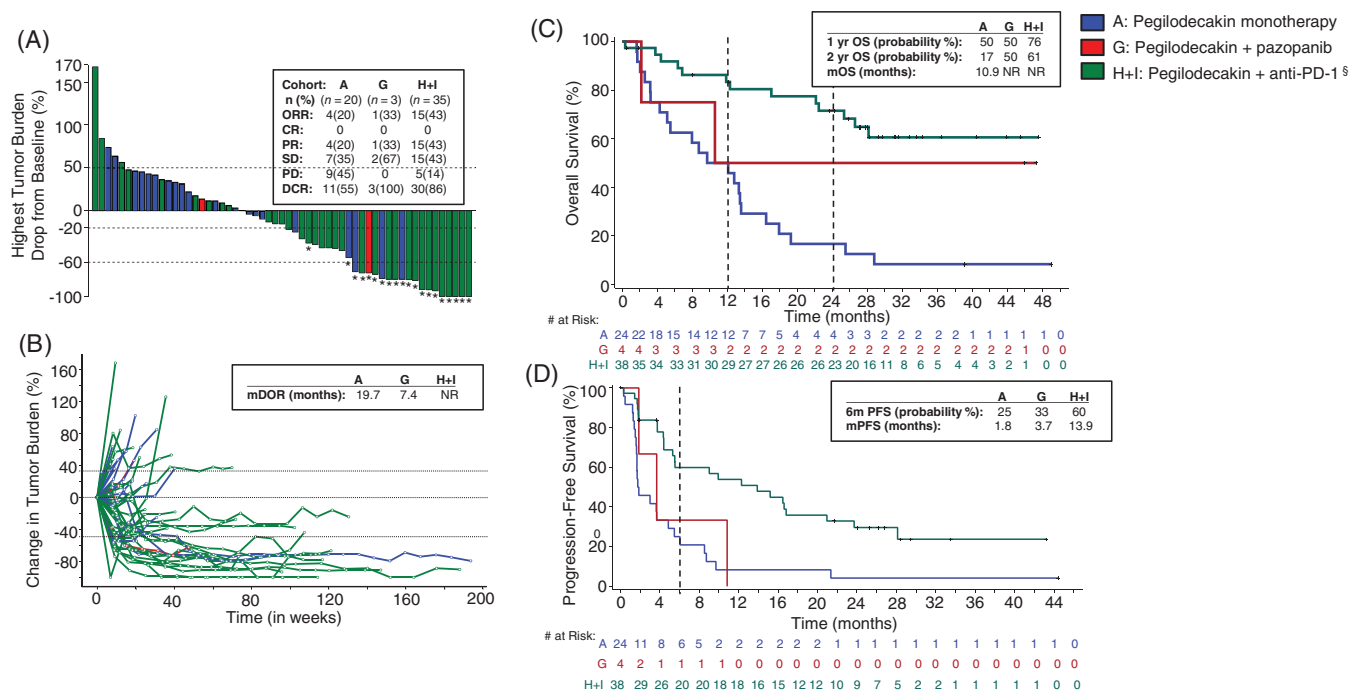 (A)
170
150
100
50
0
-20
-60
-100
Highest Tumor Burden
Drop from Baseline (%)
Cohort: A G H+I
n (%) (n = 20) (n = 3) (n = 35)
ORR: 4(20) 1(33) 15(43)
CR: 0 0 0
PR: 4(20) 1(33) 15(43)
SD: 7(35) 2(67) 15(43)
PD: 9(45) 0 5(14)
DCR: 11(55) 3(100) 30(86)
(B)
160
120
80
40
0
-40
-80
Change in Tumor Burden (%)
A G H+I
mDOR (months): 19.7 7.4 NR
0 40 80 120 160 200
Time (in weeks)
(C)
100
80
60
40
20
0
Overall Survival (%)
A G H+I
1 yr OS (probability %): 50 50 76
2 yr OS (probability %): 17 50 61
mOS (months): 10.9 NR NR
0 4 8 12 16 20 24 28 32 36 40 44 48
Time (months)
# at Risk:
A 24 22 18 15 14 12 12 7 7 5 4 4 4 3 3 2 2 2 2 2 1 1 1 1 1 0
G 4 4 3 3 3 3 2 2 2 2 2 2 2 2 2 2 2 2 2 2 2 2 2 1 0 0
H+I 38 35 34 33 31 30 29 27 27 26 26 25 23 20 16 11 8 6 5 4 4 3 2 1 0 0
A: Pegilodecakin monotherapy
G: Pegilodecakin + pazopanib
H+I: Pegilodecakin + anti-PD-1 §
(D)
100
80
60
40
20
0
0
Progression-Free Survival (%)
A G H+I
6m PFS (probability %): 25 33 60
mPFS (months): 1.8 3.7 13.9
0 4 8 12 16 20 24 28 32 36 40 44
Time (months)
# at Risk:
A 24 11 8 6 5 2 2 2 2 2 2 1 1 1 1 1 1 1 1 1 1 1 1 0
G 4 2 1 1 1 1 0 0 0 0 0 0 0 0 0 0 0 0 0 0 0 0 0 0
H+I 38 29 26 20 20 18 18 16 15 12 12 10 9 7 5 2 2 1 1 1 1 1 0 0